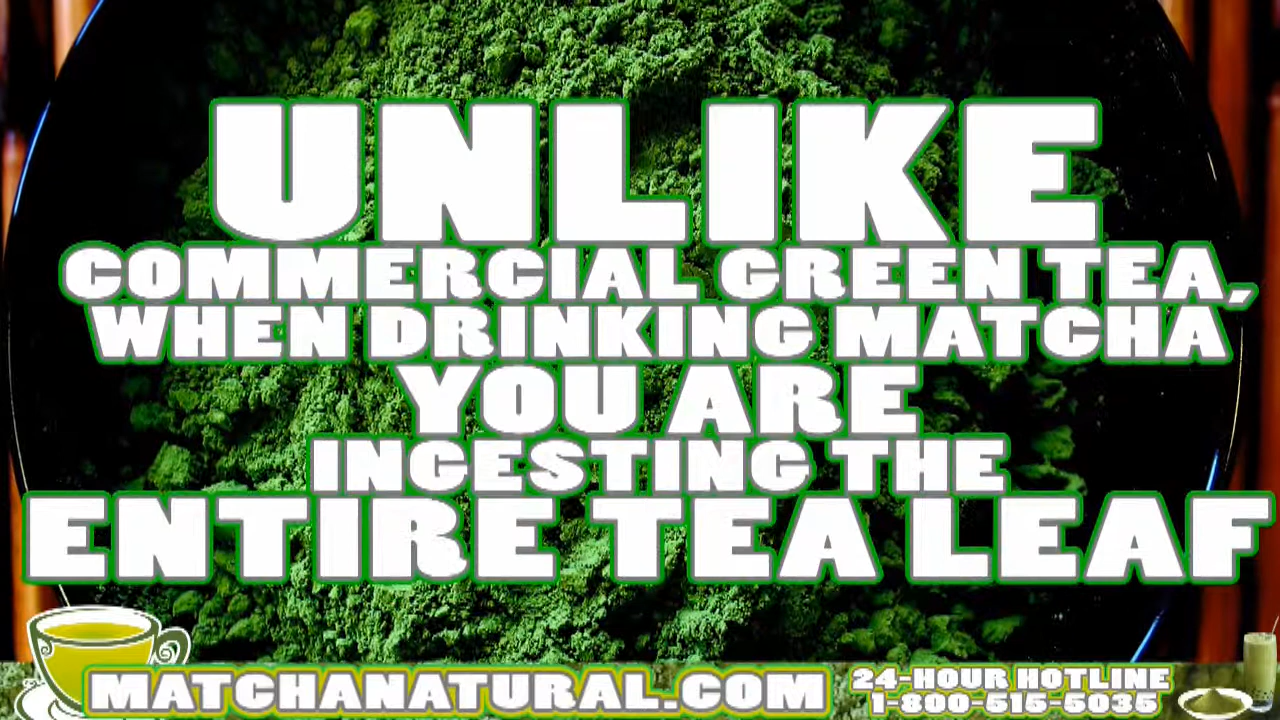 UNLIKE
COMMERCIAL GREEN TEA,
WHEN DRINKING MATCHA
YOU ARE
INGESTING THE
ENTIRE TEA LEAF
MATCHANATURAL.COM
24-HOUR HOTLINE
1-800-515-5035